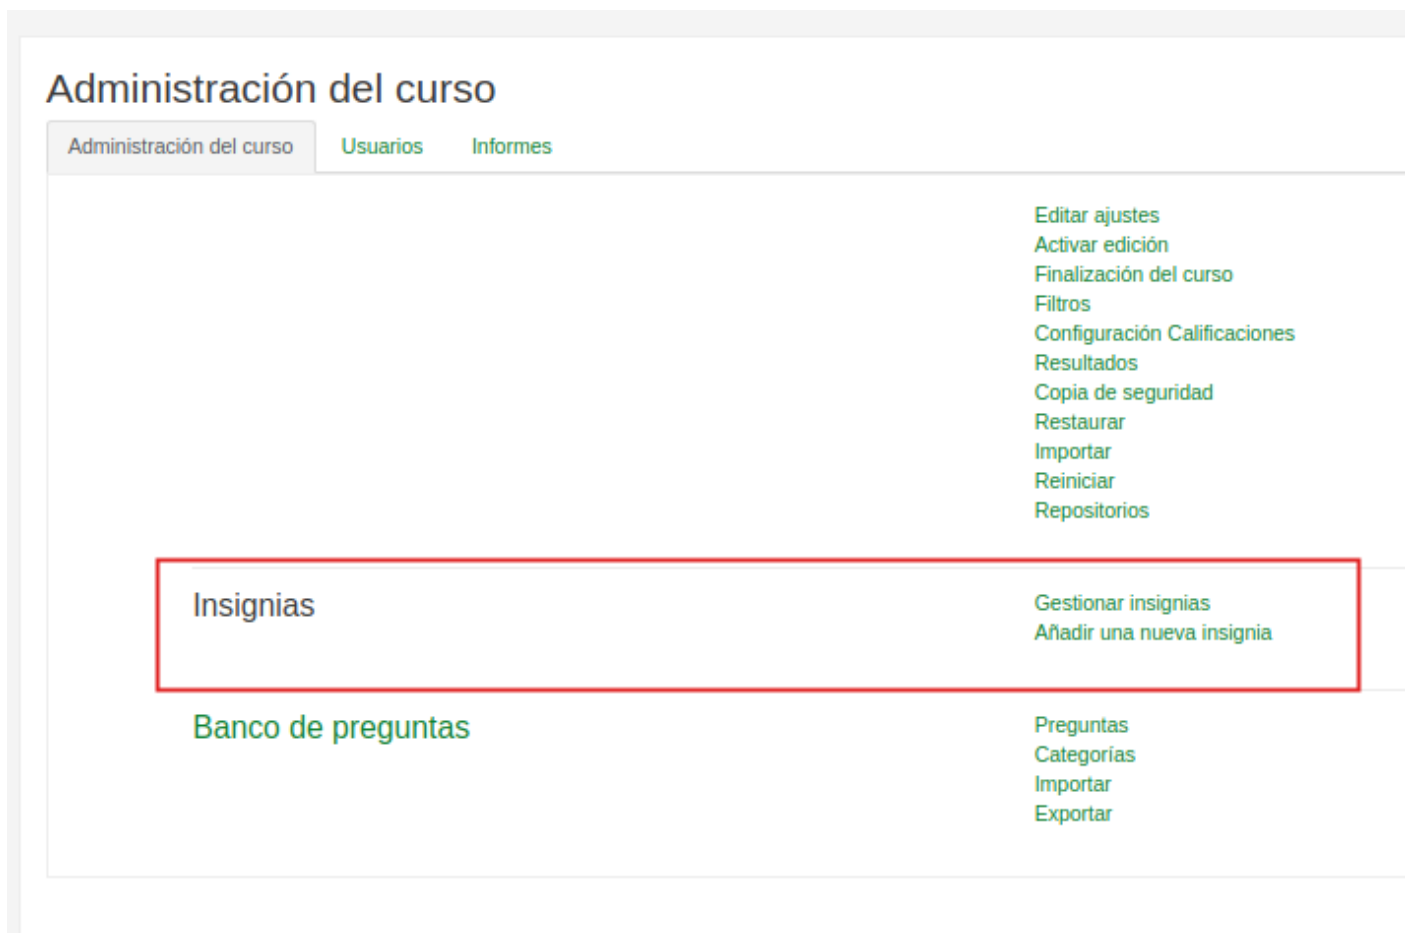 Administración del curso
Administración del curso Usuarios Informes
Editar ajustes
Activar edición
Finalización del curso
Filtros
Configuración Calificaciones
Resultados
Copia de seguridad
Restaurar
Importar
Reiniciar
Repositorios
Insignias
Gestionar insignias
Añadir una nueva insignia
Banco de preguntas
Preguntas
Categorías
Importar
Exportar